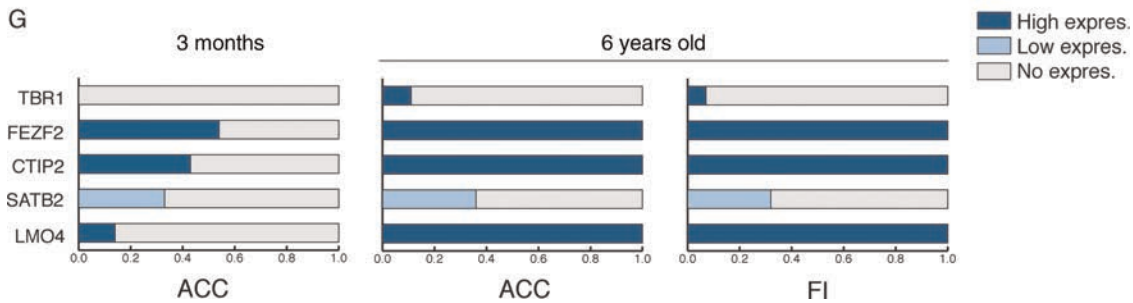 G
3 months
6 years old
High expres.
Low expres.
No expres.
TBR1
FEZF2
CTIP2
SATB2
LMO4
0.0 0.2 0.4 0.6 0.8 1.0
0.0 0.2 0.4 0.6 0.8 1.0
0.0 0.2 0.4 0.6 0.8 1.0
ACC
ACC
FI